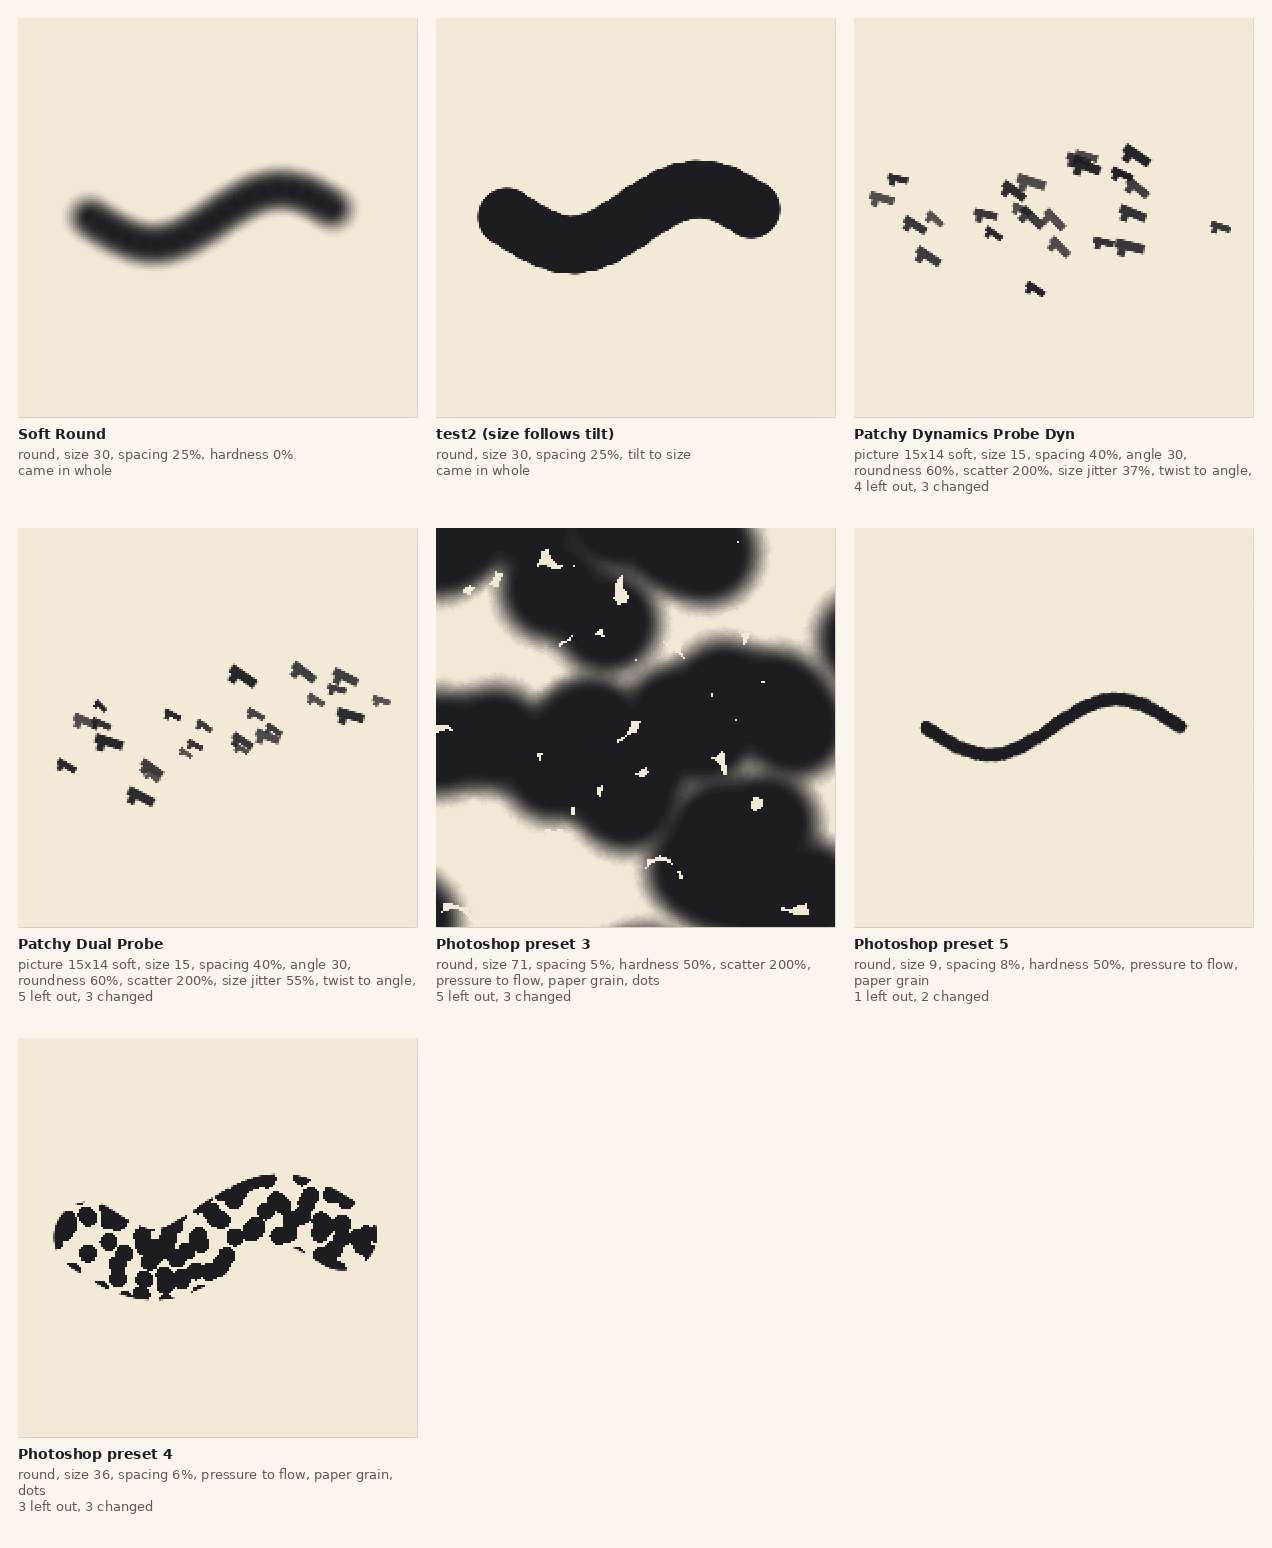 Soft Round
round, size 30, spacing 25%, hardness 0%
came in whole
test2 (size follows tilt)
round, size 30, spacing 25%, tilt to size
came in whole
Patchy Dynamics Probe Dyn
picture 15x14 soft, size 15, spacing 40%, angle 30,
roundness 60%, scatter 200%, size jitter 37%, twist to angle,
4 left out, 3 changed
Patchy Dual Probe
picture 15x14 soft, size 15, spacing 40%, angle 30,
roundness 60%, scatter 200%, size jitter 55%, twist to angle,
5 left out, 3 changed
Photoshop preset 3
round, size 71, spacing 5%, hardness 50%, scatter 200%,
pressure to flow, paper grain, dots
5 left out, 3 changed
Photoshop preset 5
round, size 9, spacing 8%, hardness 50%, pressure to flow,
paper grain
1 left out, 2 changed
Photoshop preset 4
round, size 36, spacing 6%, pressure to flow, paper grain,
dots
3 left out, 3 changed